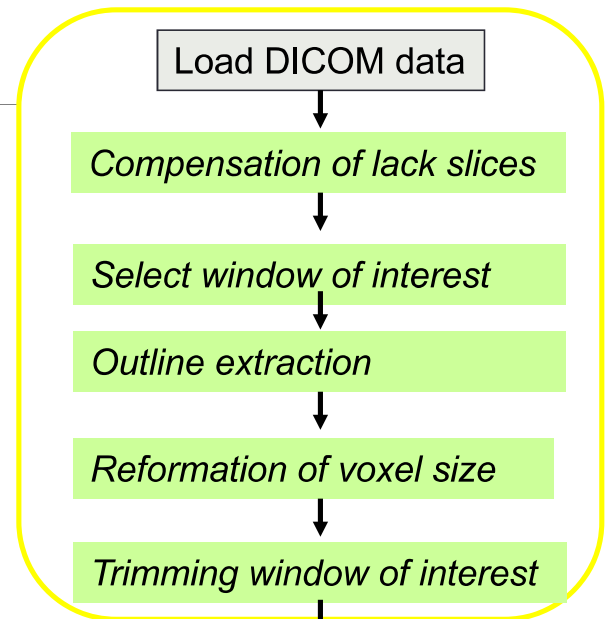 Load DICOM data
Compensation of lack slices
Select window of interest
Outline extraction
Reformation of voxel size
Trimming window of interest